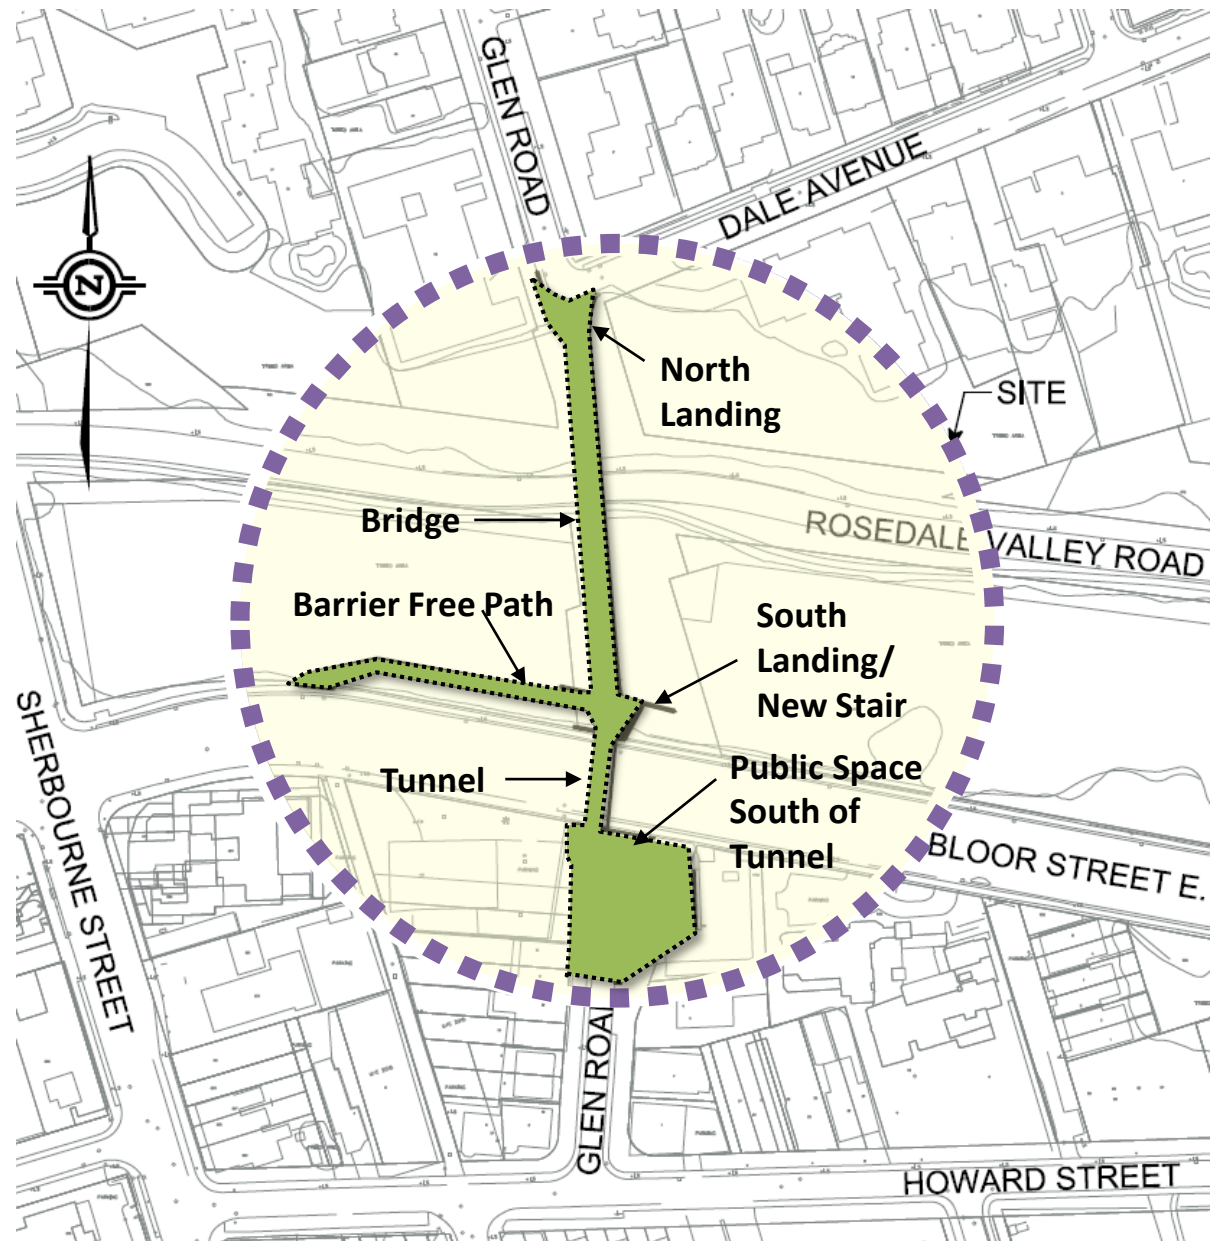 GLEN ROAD
DALE AVENUE
N
North
Landing
SITE
Bridge
ROSEDALE VALLEY ROAD
Barrier Free Path
South
Landing/
New Stair
SHERBOURNE STREET
Tunnel
Public Space
South of
Tunnel
BLOOR STREET E.
GLEN ROA
HOWARD STREET